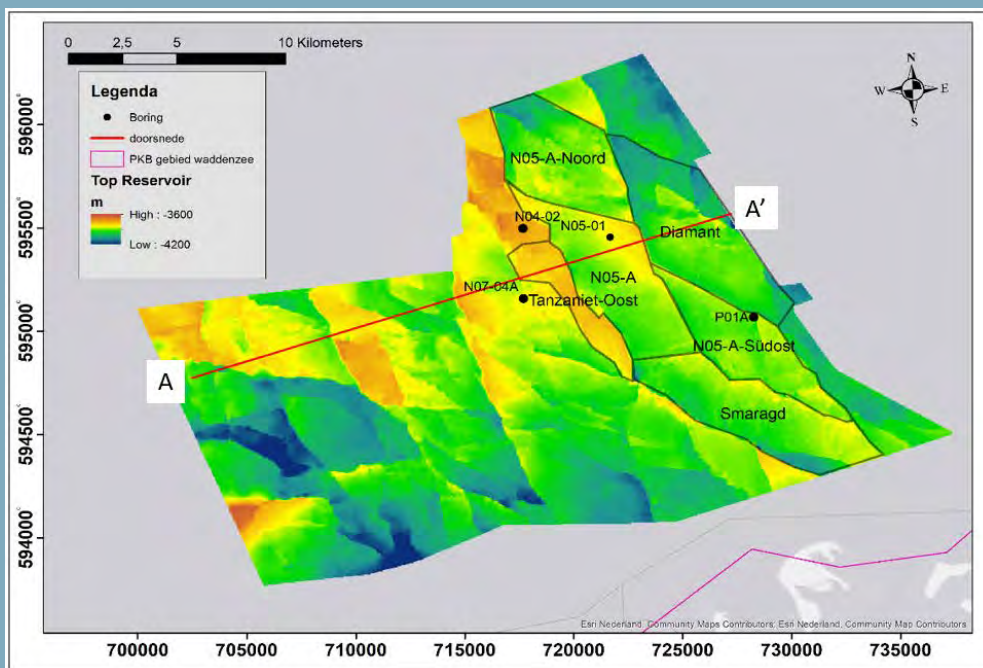 0 2,5 5 10 Kilometers
Legenda
Boring
doorsnede
PKB gebied waddenzee
Top Reservoir
m
High : -3600
Low : -4200
N
W E
S
N05-A-Noord
A'
N04-02
N05-01
Diamant
N05-A
N07-04A
Tanzaniet-Oost
P01A
N05-A-Südost
A
Smaragd
596000
595500
595000
594500
594000
Esri Nederland, Community Maps Contributors; Esri Nederland, Community Map Contributors
700000 705000 710000 715000 720000 725000 730000 735000